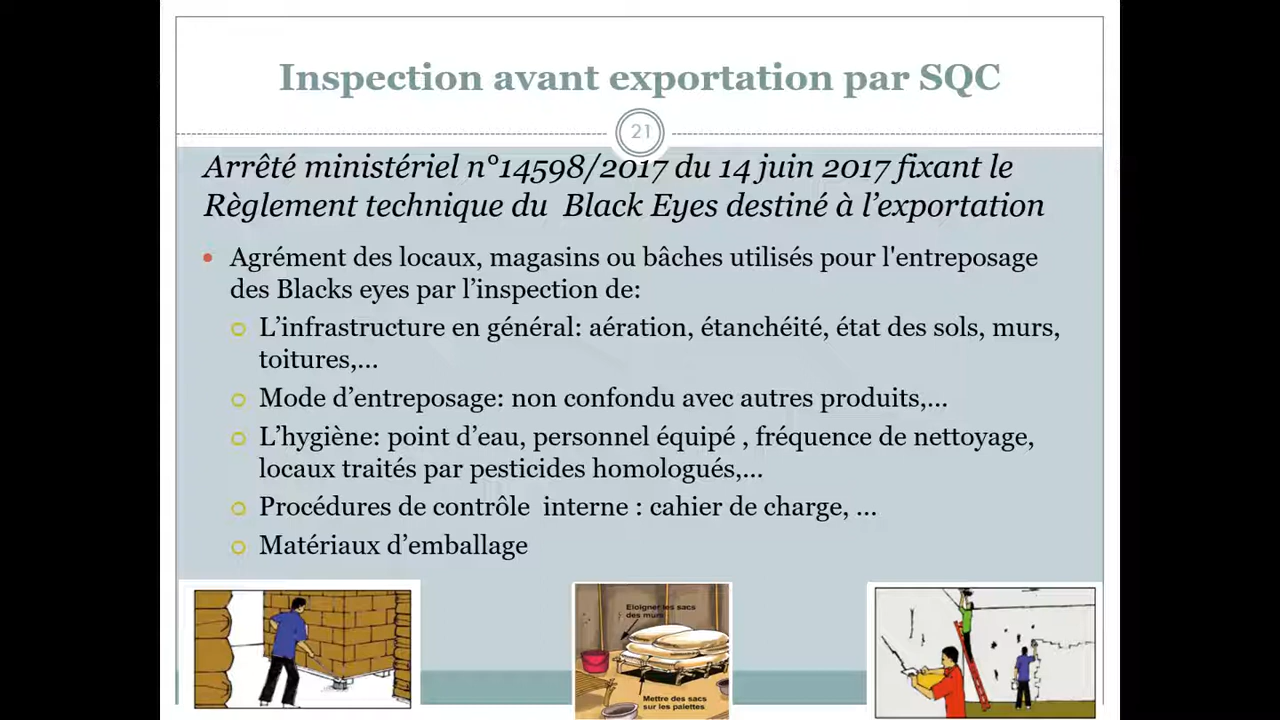 Inspection avant exportation par SQC
21
Arrêté ministériel n°14598/2017 du 14 juin 2017 fixant le
Règlement technique du Black Eyes destiné à l’exportation
Agrément des locaux, magasins ou bâches utilisés pour l'entreposage
des Blacks eyes par l’inspection de:
L’infrastructure en général: aération, étanchéité, état des sols, murs,
toitures,...
Mode d’entreposage: non confondu avec autres produits,...
L’hygiène: point d’eau, personnel équipé , fréquence de nettoyage,
locaux traités par pesticides homologués,...
Procédures de contrôle interne : cahier de charge, ...
Matériaux d’emballage
Eloigner les sacs
des murs
Mettre des sacs
sur les palettes